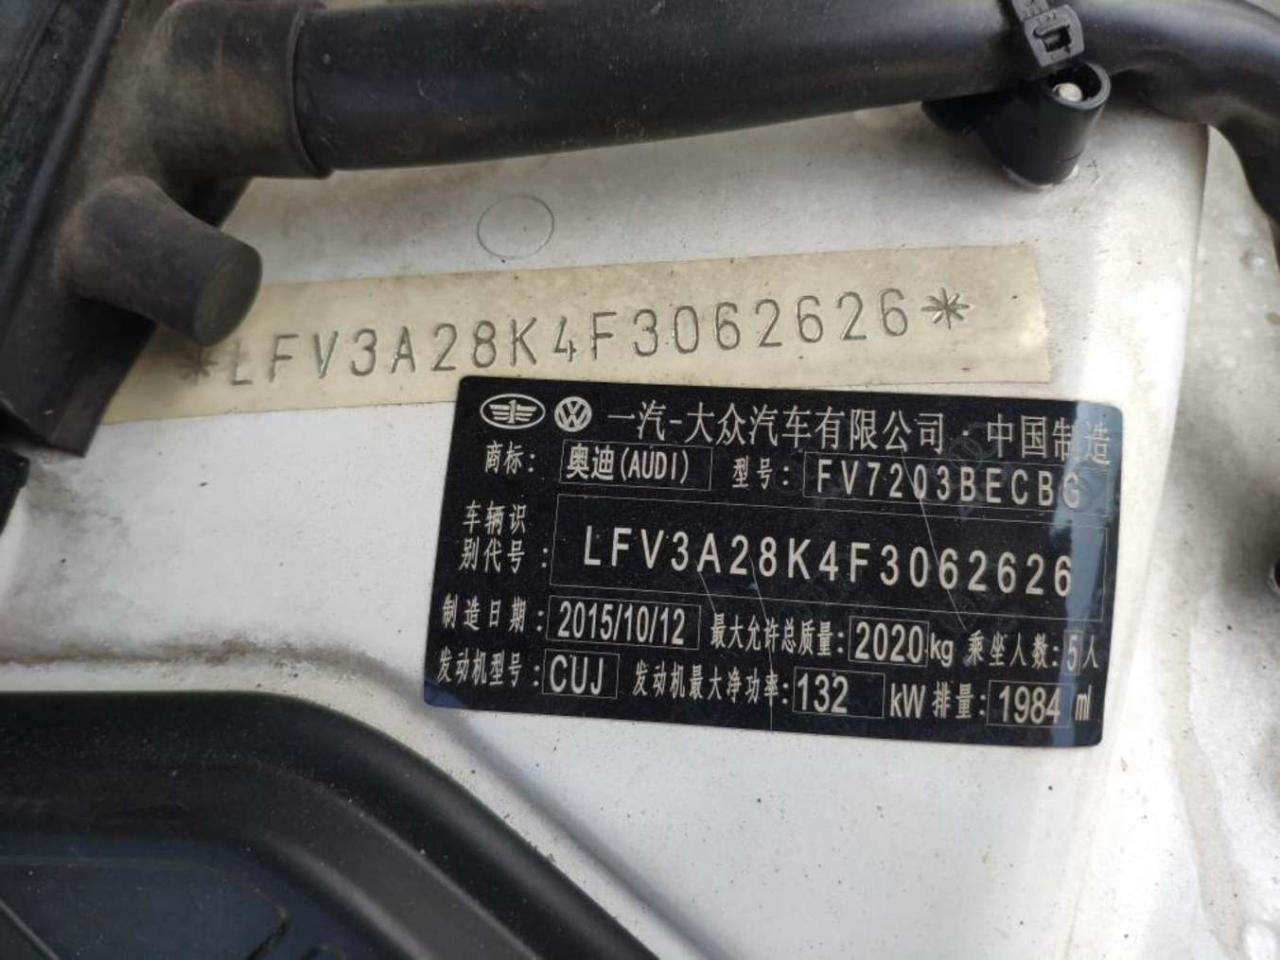 *LFV3A28K4F3062626*
一汽-大众汽车有限公司·中国制造
商标: 奥迪(AUDI) 型号: FV7203BECBG
车辆识别代号: LFV3A28K4F3062626
制造日期: 2015/10/12 最大允许总质量: 2020kg 乘坐人数: 5人
发动机型号: CUJ 发动机最大净功率: 132 kW 排量: 1984 ml